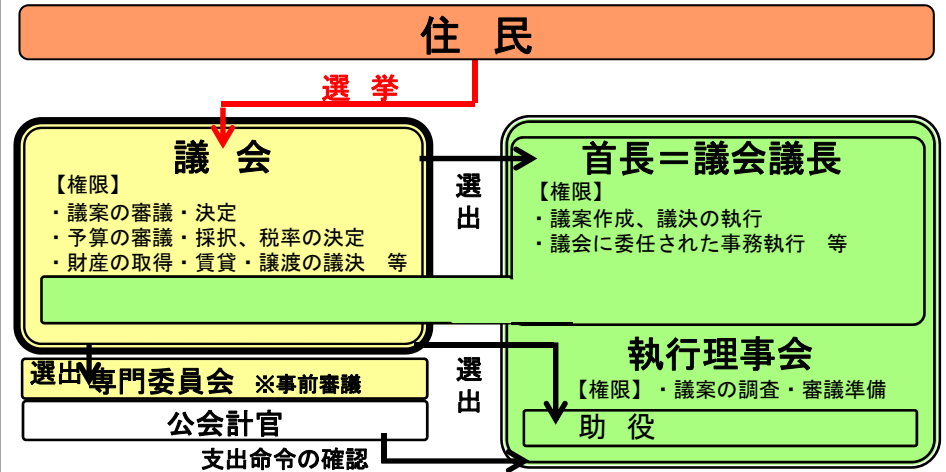 住　民
選　挙
議　会
【権限】
・議案の審議・決定
・予算の審議・採択、税率の決定
・財産の取得・賃貸・譲渡の議決　等
選出
首長＝議会議長
【権限】
・議案作成、議決の執行
・議会に委任された事務執行　等
選出
専門委員会　※事前審議
公会計官
支出命令の確認
選出
執行理事会
【権限】・議案の調査・審議準備
助　役